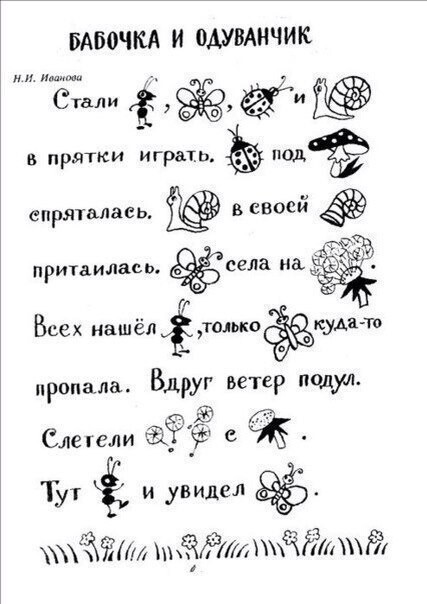 БАБОЧКА И ОДУВАНЧИК
Н.И. Иванова
Стали , , и
в прятки играть. под
спряталась. в своей
притаилась. села на .
Всех нашёл ,только куда-то
пропала. Вдруг ветер подул.
Слетели с .
Тут и увидел .